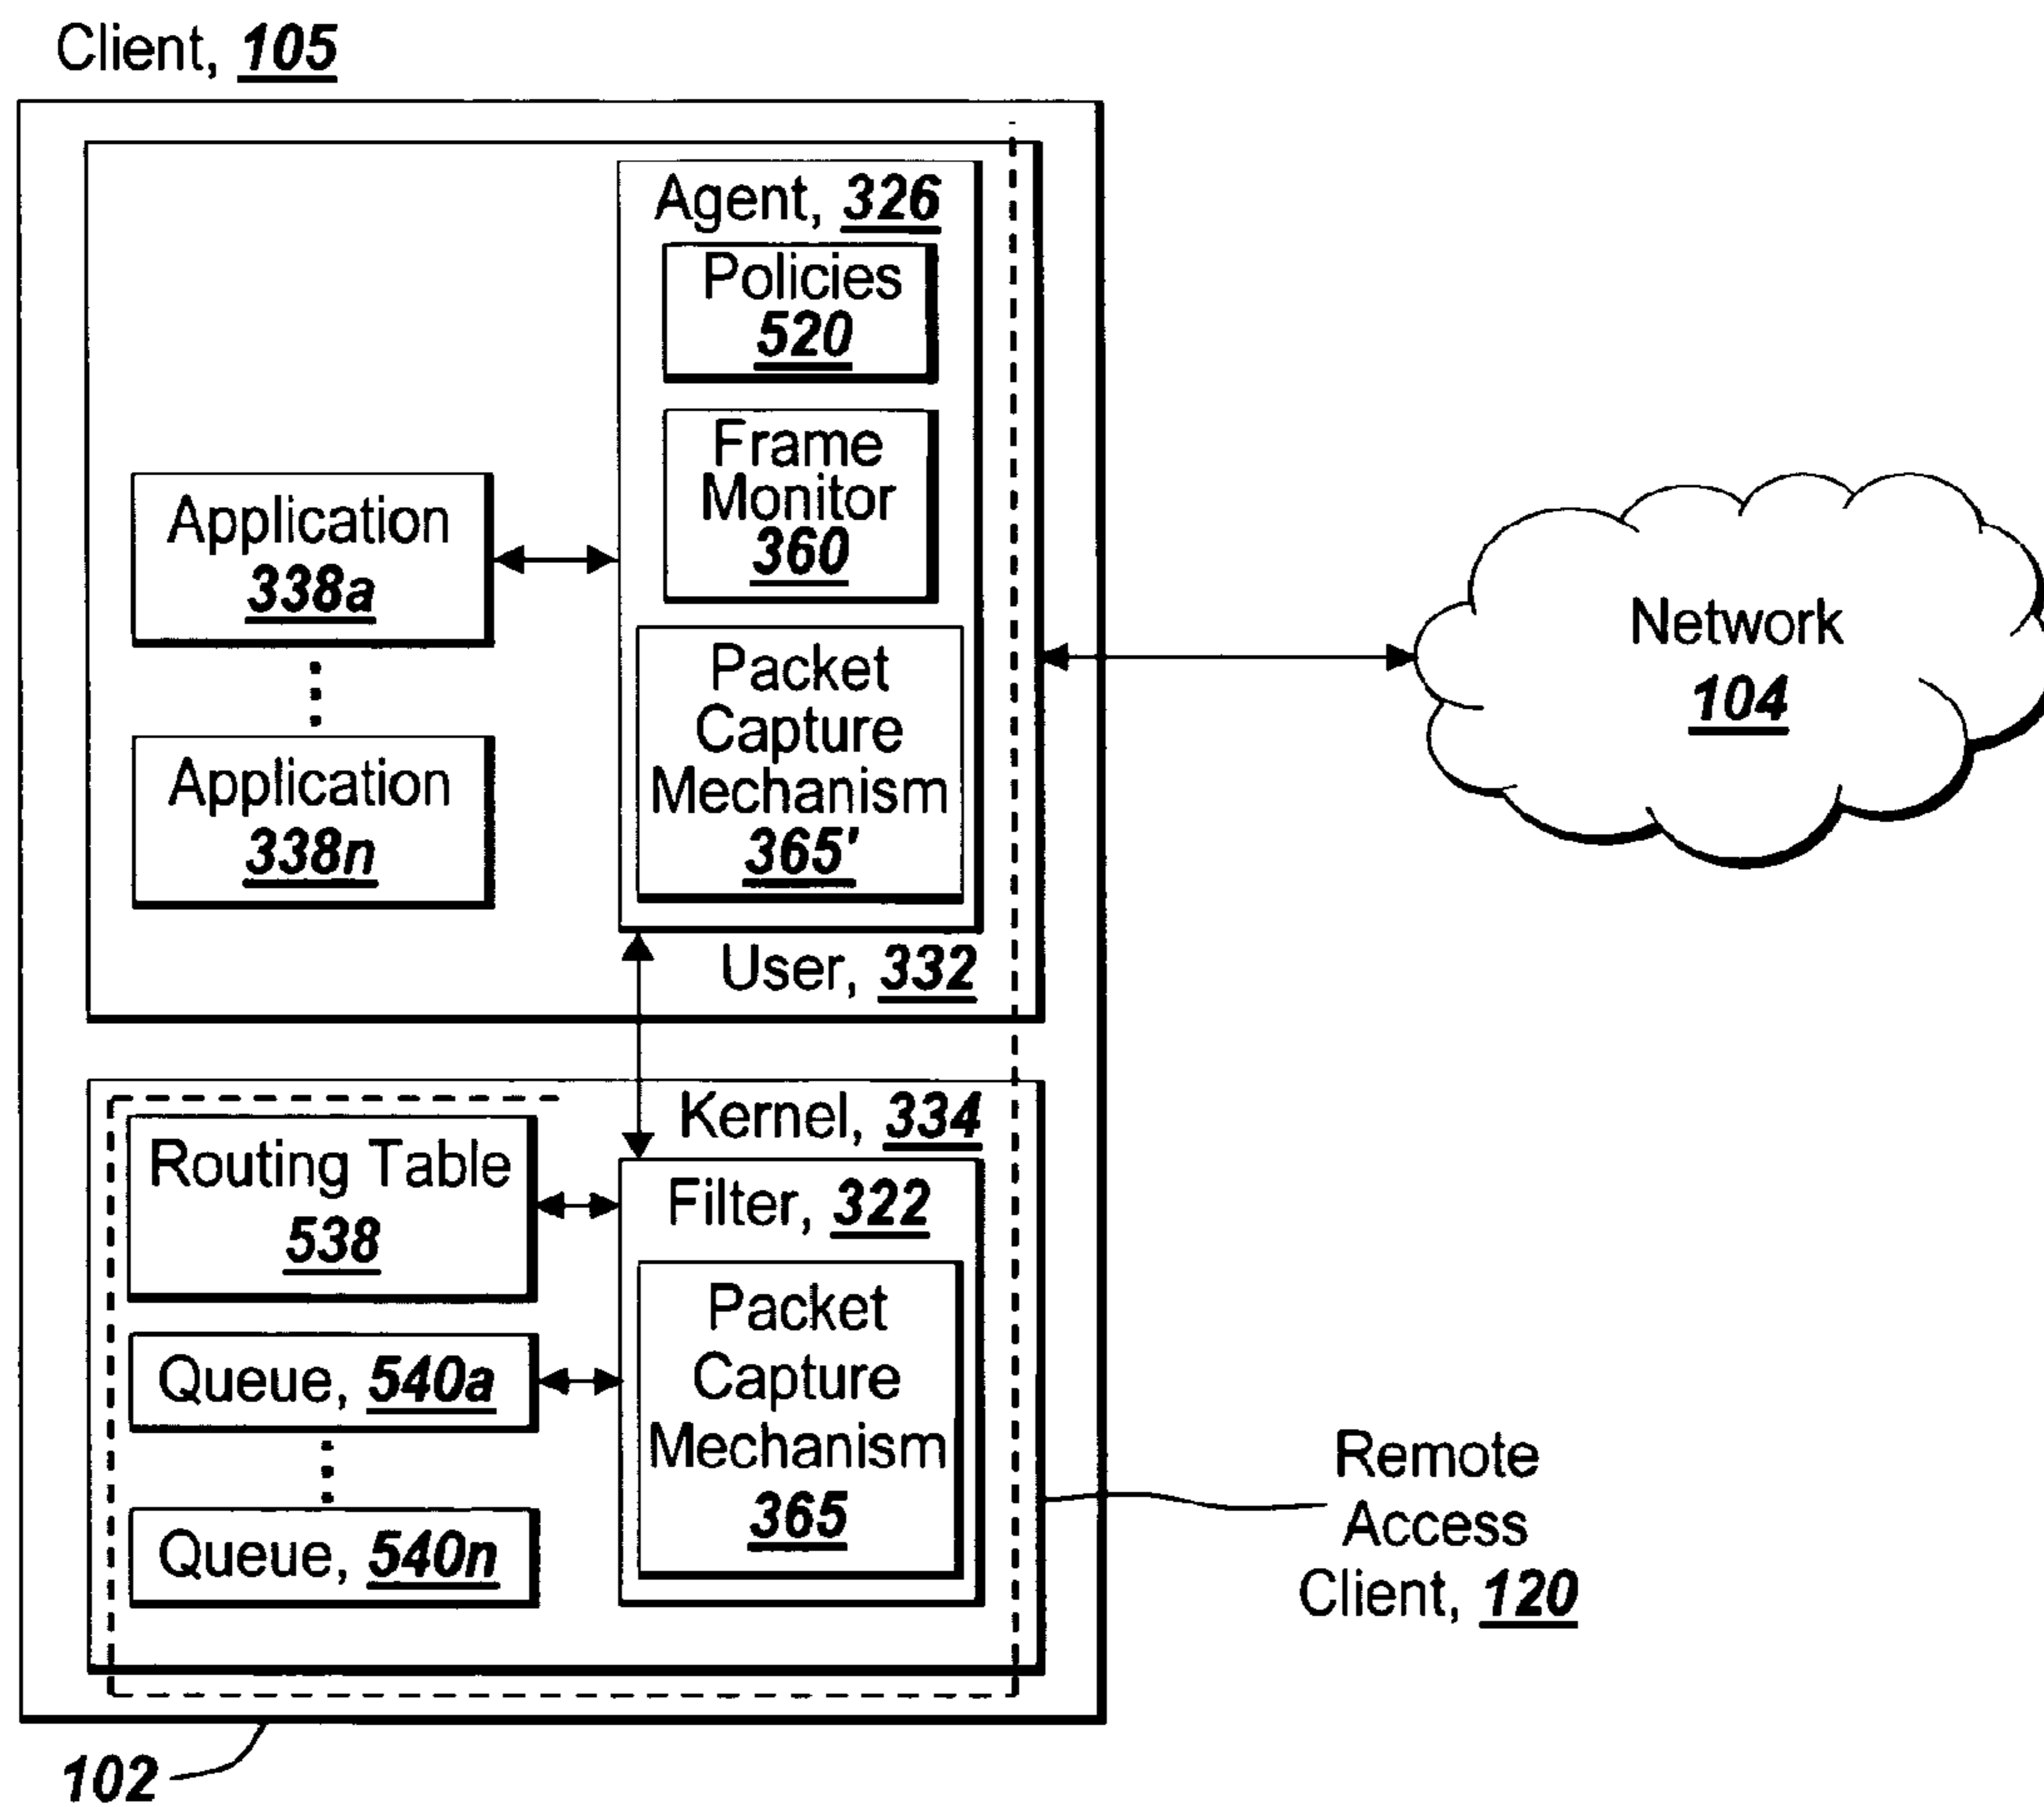 Client, 105
Agent, 326
Policies
520
Frame
Monitor
360
Application
338a
Packet
Capture
Mechanism
365'
Application
338n
User, 332
Network
104
Kernel, 334
Routing Table
538
Filter, 322
Packet
Capture
Mechanism
365
Queue, 540a
Queue, 540n
Remote
Access
Client, 120
102